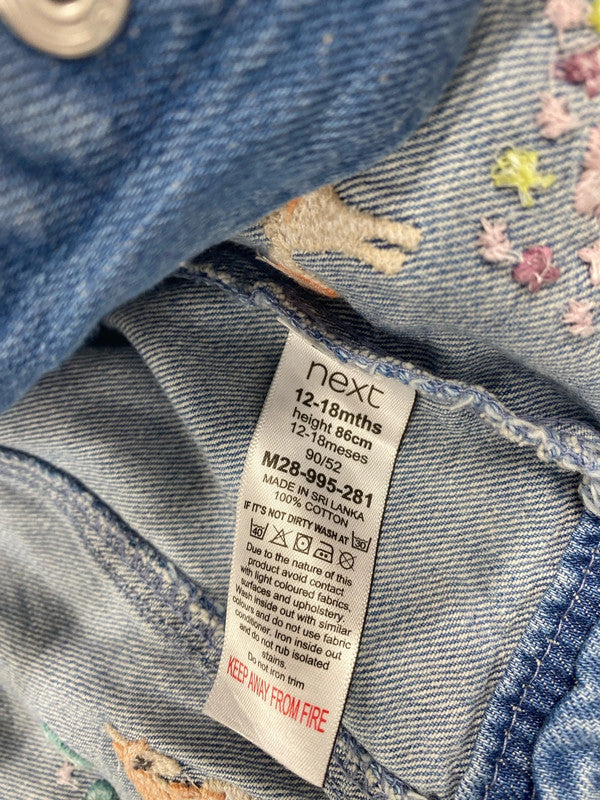 next
12-18mths
height 86cm
12-18meses
90/52
M28-995-281
MADE IN SRI LANKA
100% COTTON
IF IT'S NOT DIRTY WASH AT 30
40
Due to the nature of this
product avoid contact
with light coloured fabrics,
surfaces and upholstery.
Wash inside out with similar
colours and do not use fabric
conditioner. Iron inside out
and do not rub isolated
stains.
Do not iron trim
KEEP AWAY FROM FIRE